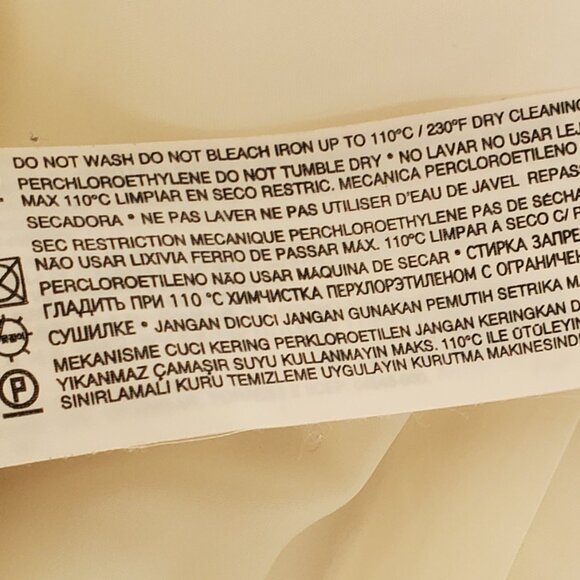 DO NOT WASH DO NOT BLEACH IRON UP TO 110°C / 230°F DRY CLEANING
PERCHLOROETHYLENE DO NOT TUMBLE DRY • NO LAVAR NO USAR LEJ
MAX 110°C LIMPIAR EN SECO RESTRIC. MECANICA PERCLOROETILENO
SECADORA • NE PAS LAVER NE PAS UTILISER D'EAU DE JAVEL REPAS
SEC RESTRICTION MECANIQUE PERCHLOROETHYLENE PAS DE SÉCHA
NÃO USAR LIXIVIA FERRO DE PASSAR MÁX. 110°C LIMPAR A SECO C/
PERCLOROETILENO NÃO USAR MÁQUINA DE SECAR • СТИРКА ЗАПРЕ
ГЛАДИТЬ ПРИ 110 °C ХИМЧИСТКА ПЕРХЛОРЭТИЛЕНОМ С ОГРАНИЧЕН
СУШИЛКЕ • JANGAN DICUCI JANGAN GUNAKAN PEMUTIH SETRIKA MA
MEKANISME CUCI KERING PERKLOROETILEN JANGAN KERINGKAN D
YIKANMAZ ÇAMAŞIR SUYU KULLANMAYIN MAKS. 110°C ILE ÜTÜLEYIN
SINIRLAMALI KURU TEMIZLEME UYGULAYIN KURUTMA MAKINESINDE
P